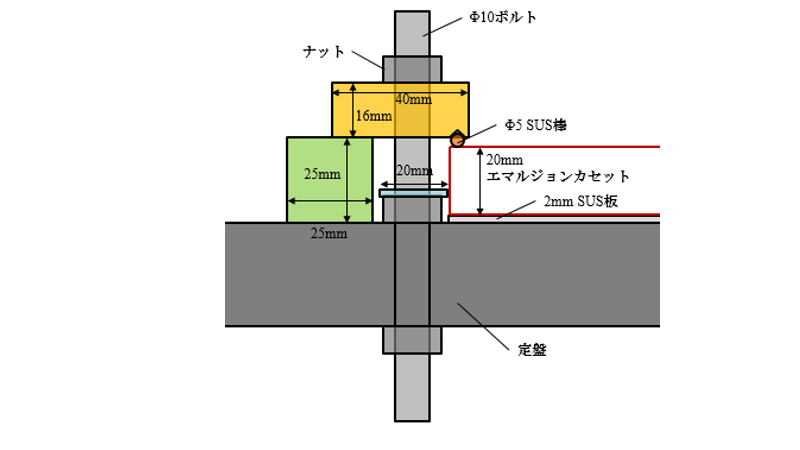 Φ10ボルト
ナット
40mm
16mm
Φ5 SUS棒
25mm
20mm
20mm
エマルジョンカセット
2mm SUS板
25mm
定盤